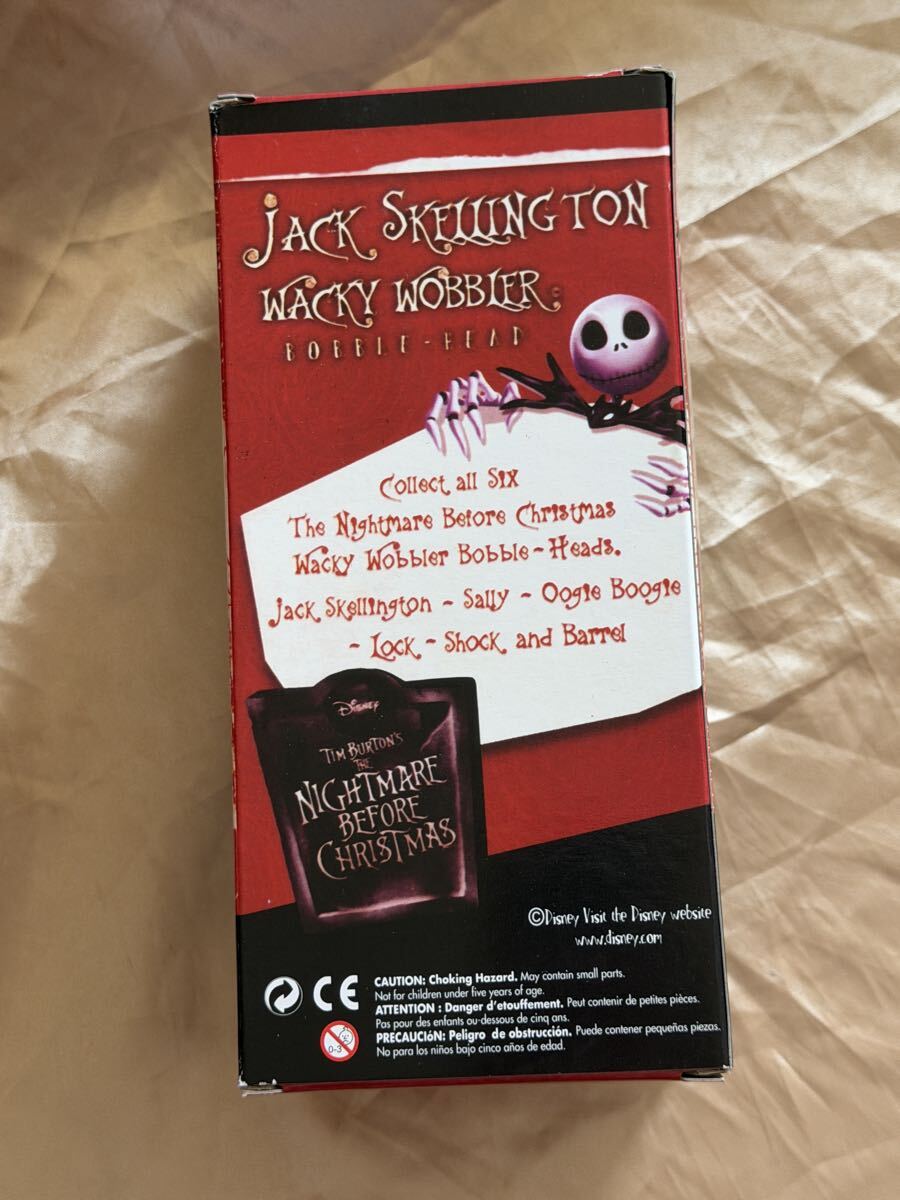 JACK SKELLINGTON
WACKY WOBBLER
BOBBLE-HEAD
Collect all Six
The Nightmare Before Christmas
Wacky Wobbler Bobble-Heads.
Jack Skellington ~ Sally ~ Oogie Boogie
~ Lock ~ Shock and Barrel
Disney
TIM BURTON'S
THE
NIGHTMARE
BEFORE
CHRISTMAS
©Disney Visit the Disney website
www.disney.com
CE
CAUTION: Choking Hazard. May contain small parts.
Not for children under five years of age.
ATTENTION : Danger d'etouffement. Peut contenir de petites pièces.
Pas pour des enfants ou-dessous de cinq ans.
PRECAUCIóN: Peligro de obstrucción. Puede contener pequeñas piezas.
No para los niños bajo cinco años de edad.
0-3